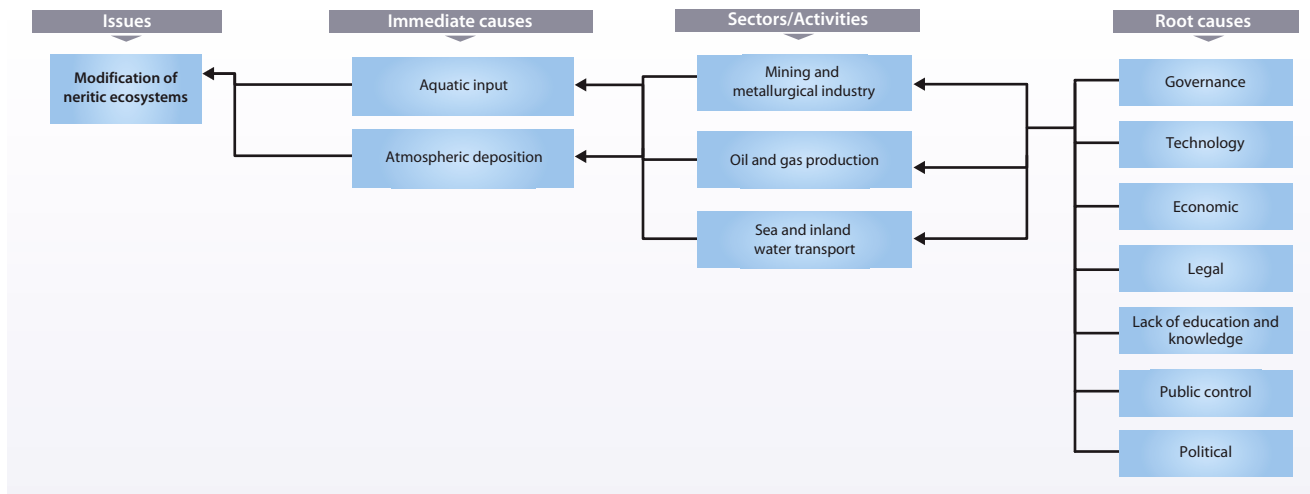 Issues
Immediate causes
Sectors/Activities
Root causes
Modification of
neritic ecosystems
Aquatic input
Atmospheric deposition
Mining and
metallurgical industry
Oil and gas production
Sea and inland
water transport
Governance
Technology
Economic
Legal
Lack of education and
knowledge
Public control
Political